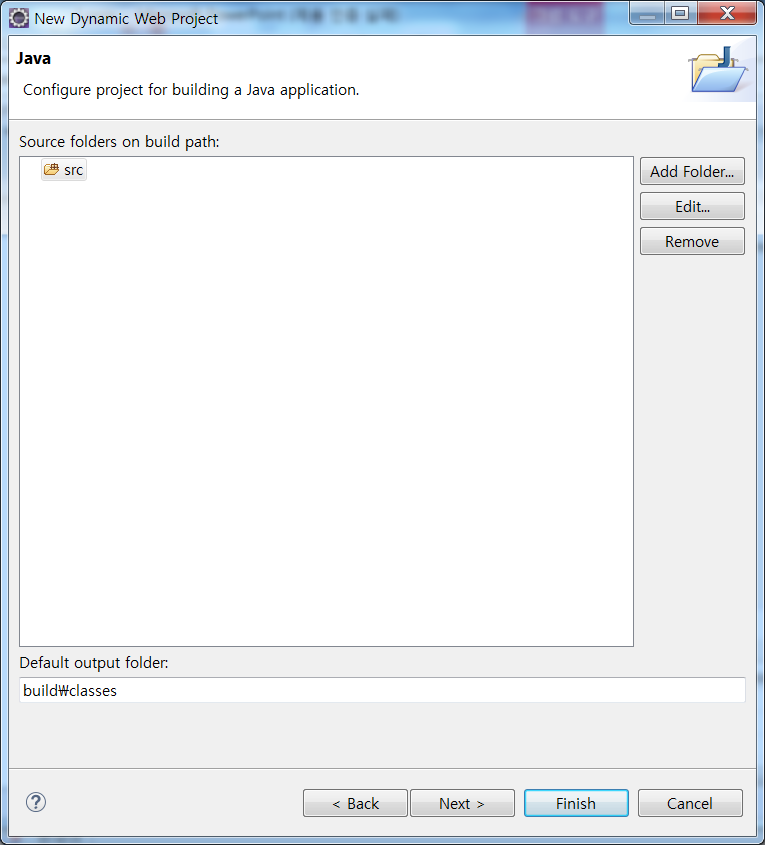 New Dynamic Web Project
Java
Configure project for building a Java application.
Source folders on build path:
src
Add Folder...
Edit...
Remove
Default output folder:
build₩classes
< Back
Next >
Finish
Cancel